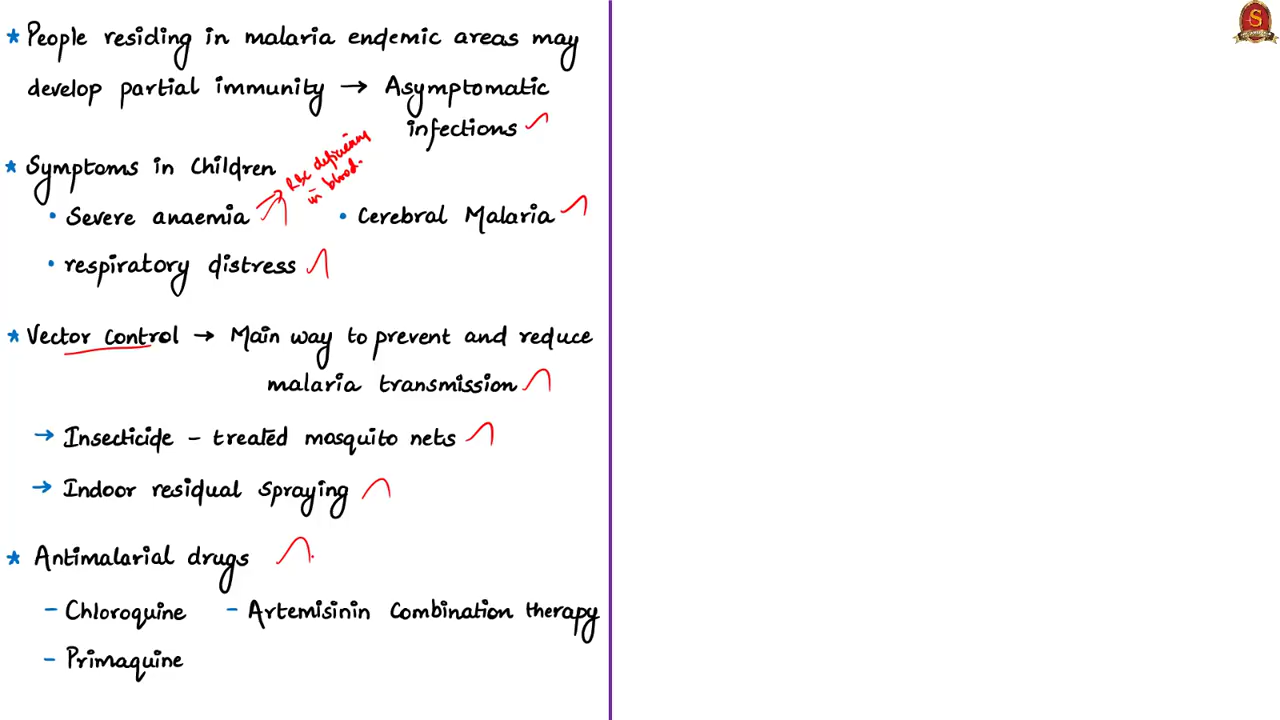 * People residing in malaria endemic areas may
develop partial immunity → Asymptomatic
infections
* Symptoms in Children
RBC deficiency
in blood.
• Severe anaemia • Cerebral Malaria
• respiratory distress
* Vector control → Main way to prevent and reduce
malaria transmission
→ Insecticide - treated mosquito nets
→ Indoor residual spraying
* Antimalarial drugs
- Chloroquine - Artemisinin Combination therapy
- Primaquine
S